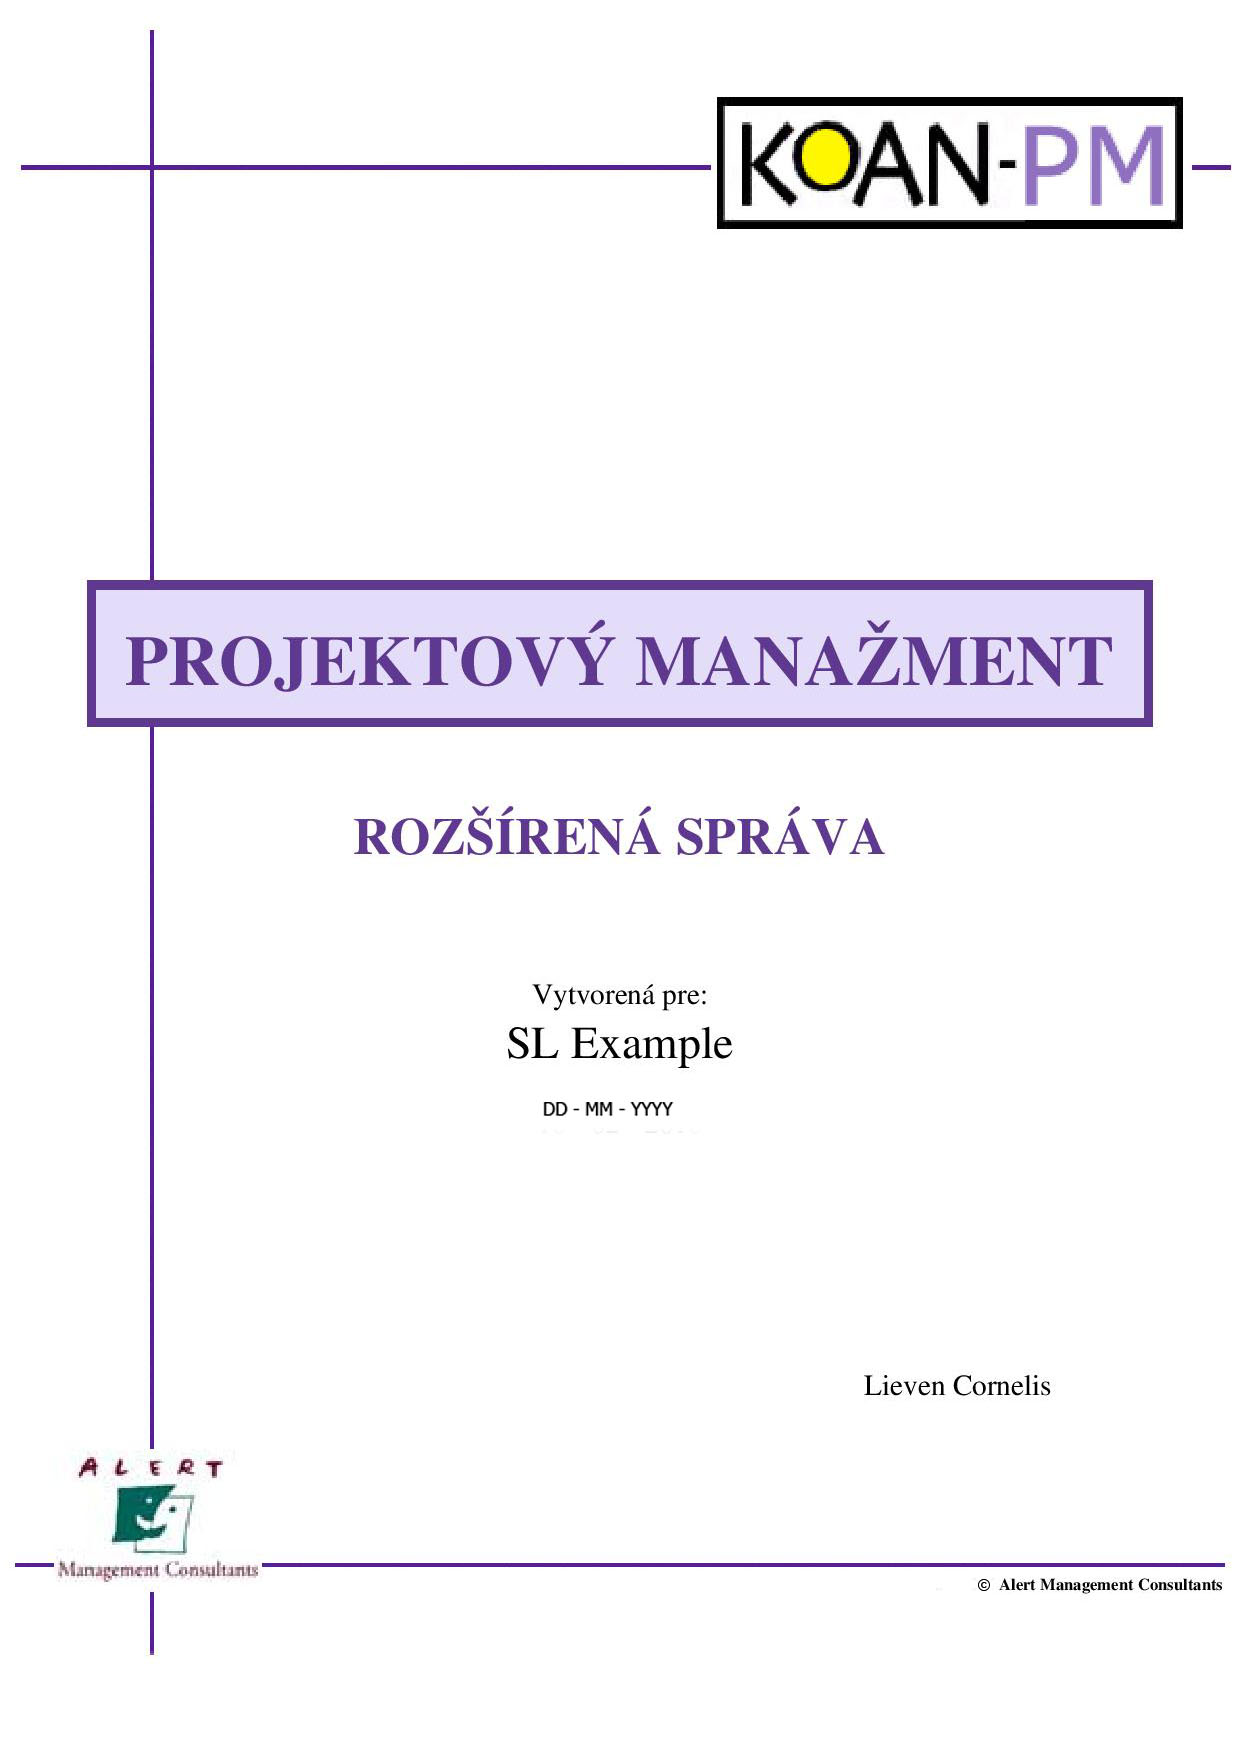 KOAN-PM
PROJEKTOVÝ MANAŽMENT
ROZŠÍRENÁ SPRÁVA
Vytvorená pre:
SL Example
DD - MM - YYYY
Lieven Cornelis
ALERT
Management Consultants
© Alert Management Consultants